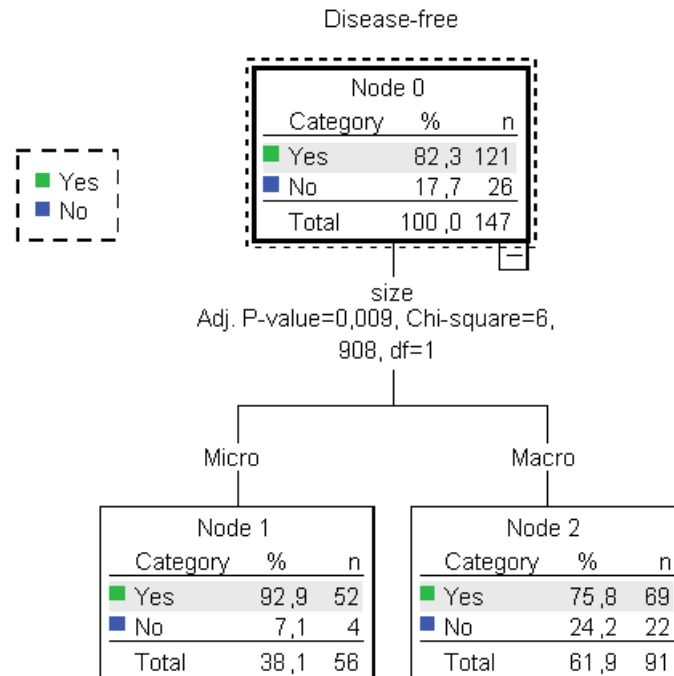 Disease-free
Yes
No
Node 0
Category % n
Yes 82,3 121
No 17,7 26
Total 100,0 147
size
Adj. P-value=0,009, Chi-square=6,
908, df=1
Micro
Macro
Node 1
Category % n
Yes 92,9 52
No 7,1 4
Total 38,1 56
Node 2
Category % n
Yes 75,8 69
No 24,2 22
Total 61,9 91